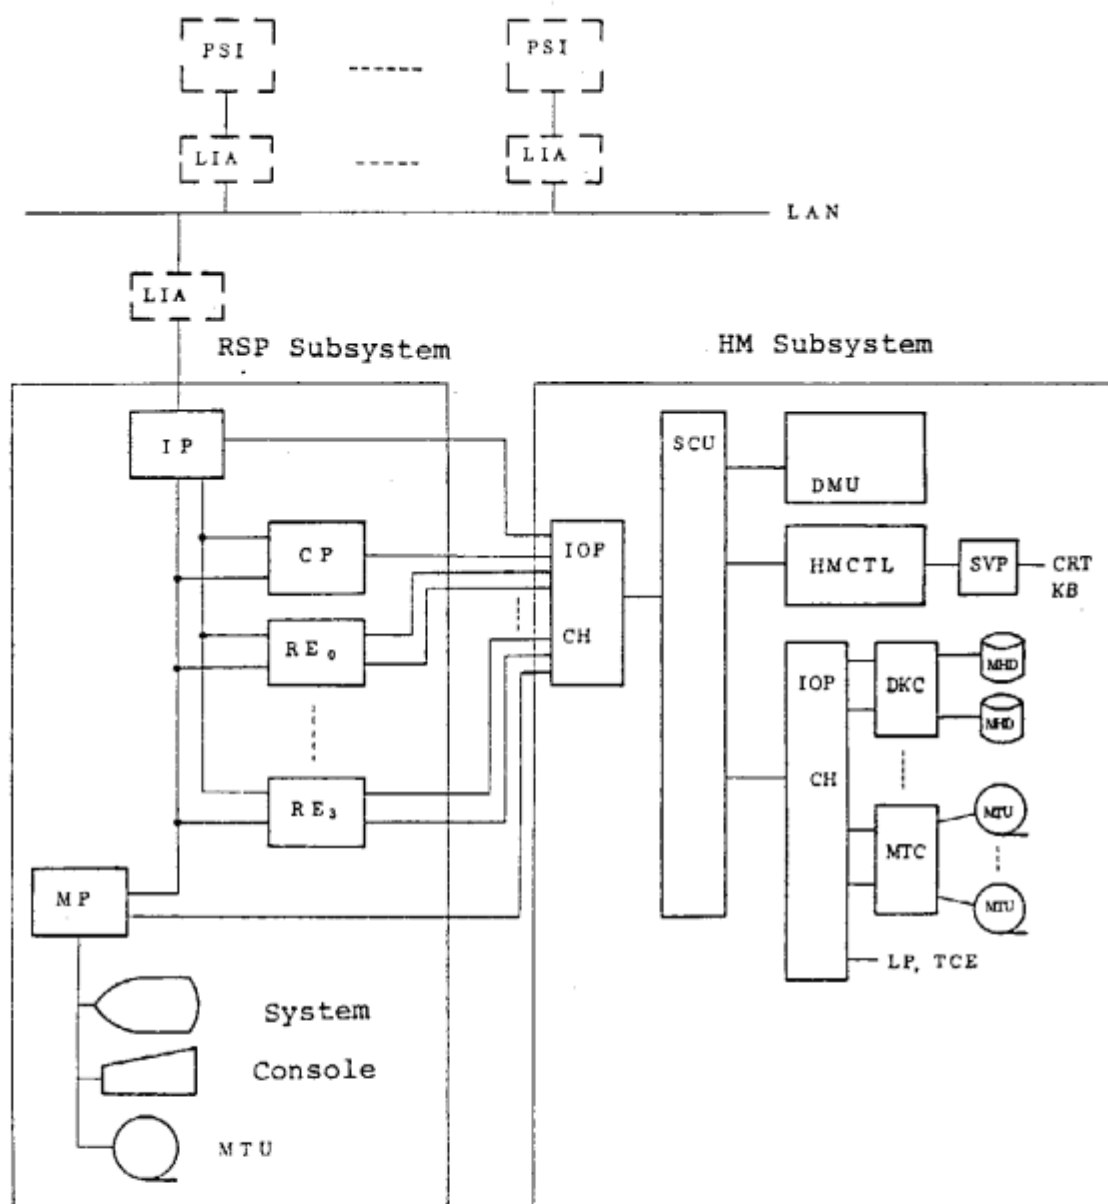 PSI
PSI
LIA
LIA
LAN
LIA
RSP Subsystem
HM Subsystem
IP
SCU
DMU
CP
IOP
HMCTL
SVP
CRT
KB
RE0
CH
IOP
DKC
MHD
MHD
RE3
CH
MTC
MTU
MTU
MP
LP, TCE
System
Console
MTU